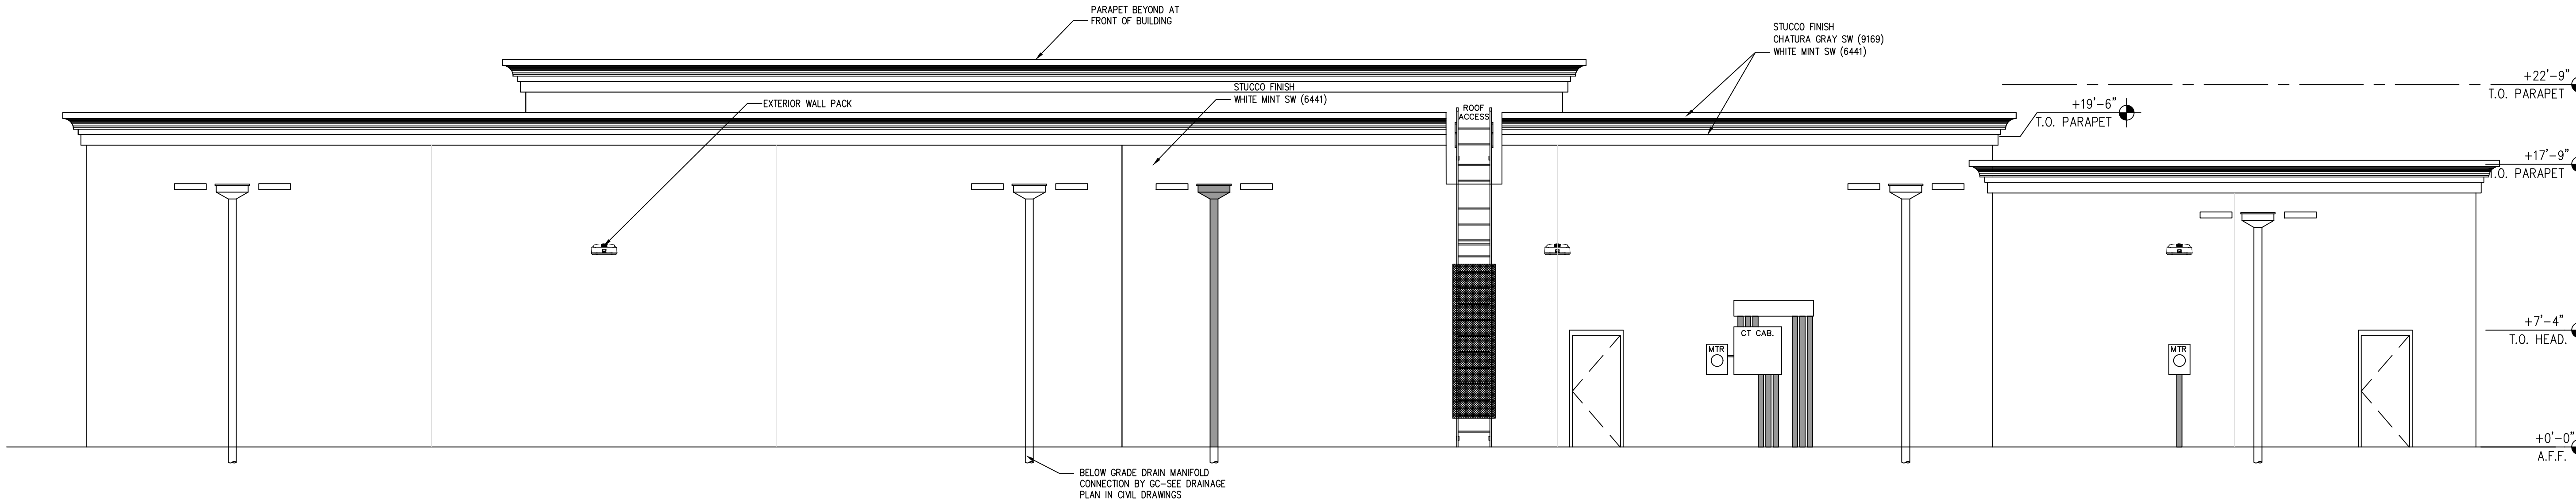 PARAPET BEYOND AT
FRONT OF BUILDING
STUCCO FINISH
CHATURA GRAY SW (9169)
WHITE MINT SW (6441)
+22'-9"
T.O. PARAPET
STUCCO FINISH
WHITE MINT SW (6441)
EXTERIOR WALL PACK
ROOF
ACCESS
+19'-6"
T.O. PARAPET
+17'-9"
T.O. PARAPET
+7'-4"
T.O. HEAD.
CT CAB.
MTR
MTR
+0'-0"
A.F.F.
BELOW GRADE DRAIN MANIFOLD
CONNECTION BY GC-SEE DRAINAGE
PLAN IN CIVIL DRAWINGS